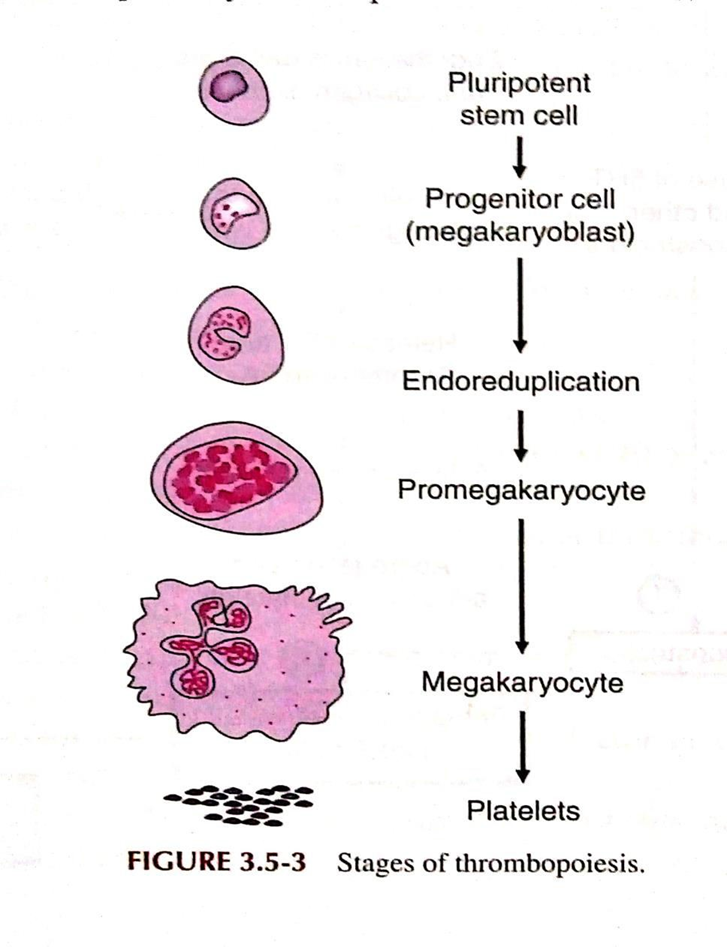 Pluripotent
stem cell
Progenitor cell
(megakaryoblast)
Endoreduplication
Promegakaryocyte
Megakaryocyte
Platelets
FIGURE 3.5-3 Stages of thrombopoiesis.